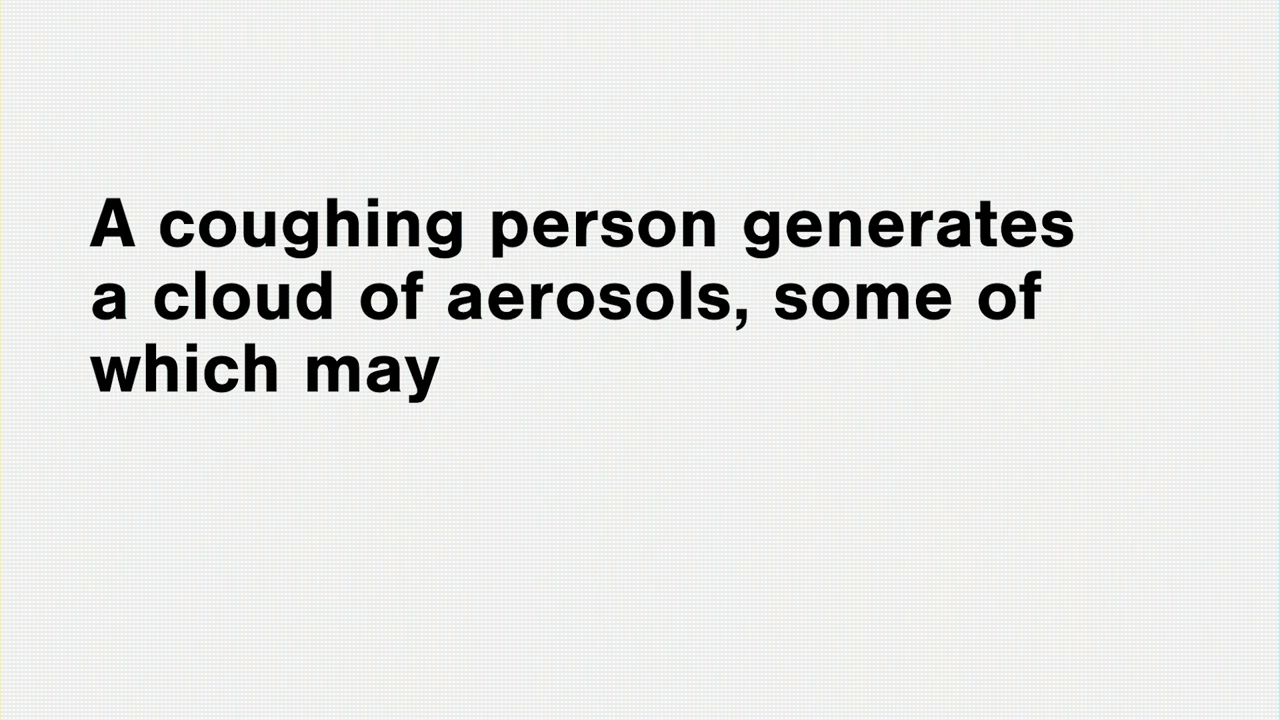 A coughing person generates
a cloud of aerosols, some of
which may